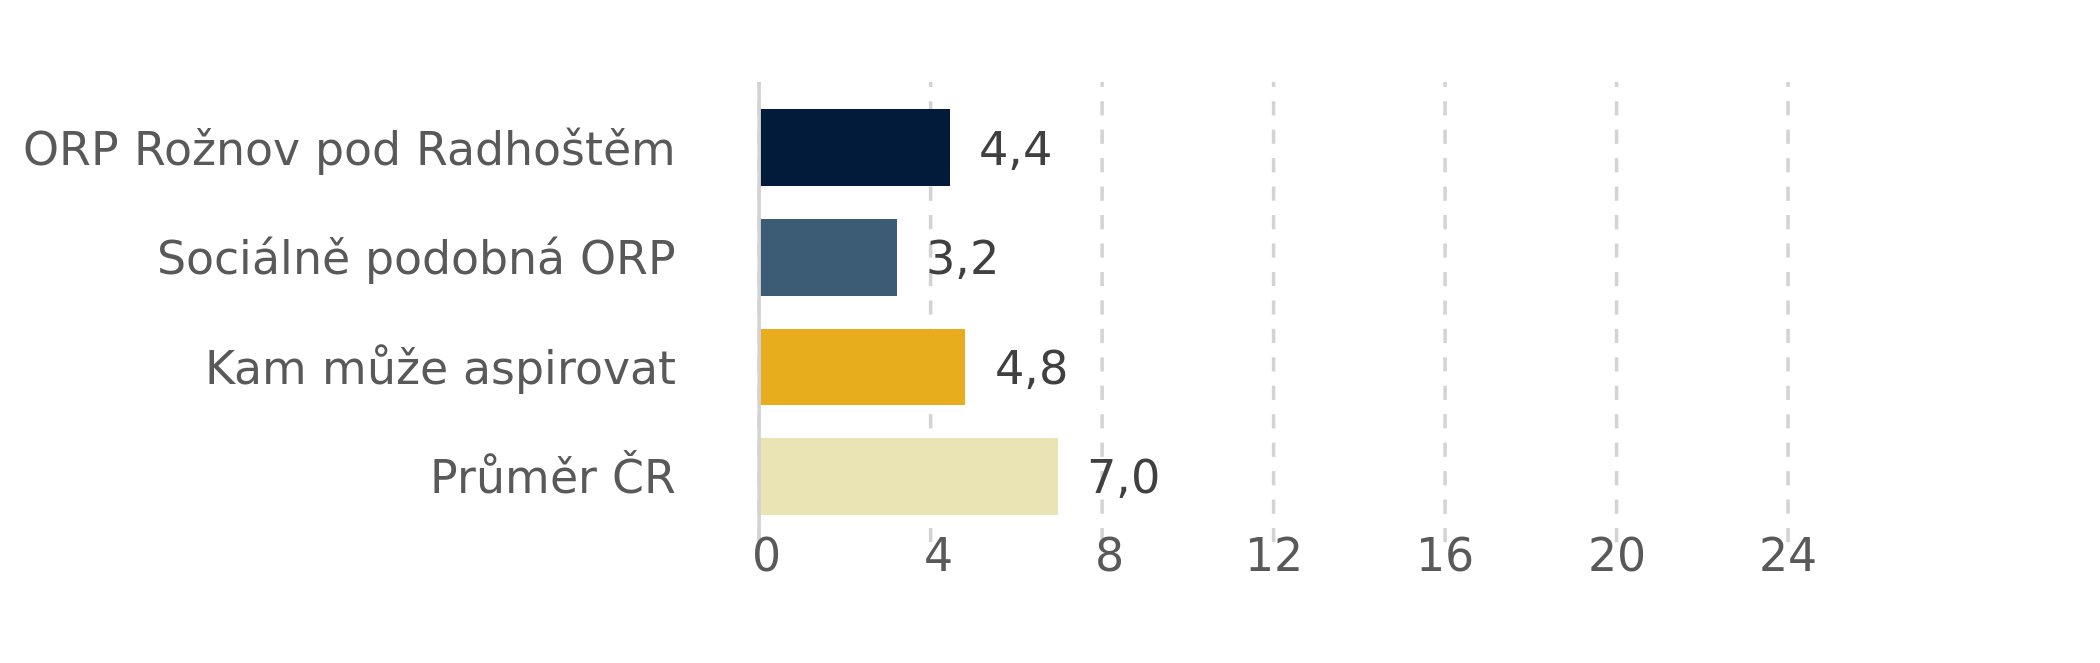 ORP Rožnov pod Radhoštěm 4,4
Sociálně podobná ORP 3,2
Kam může aspirovat 4,8
Průměr ČR 7,0
0 4 8 12 16 20 24